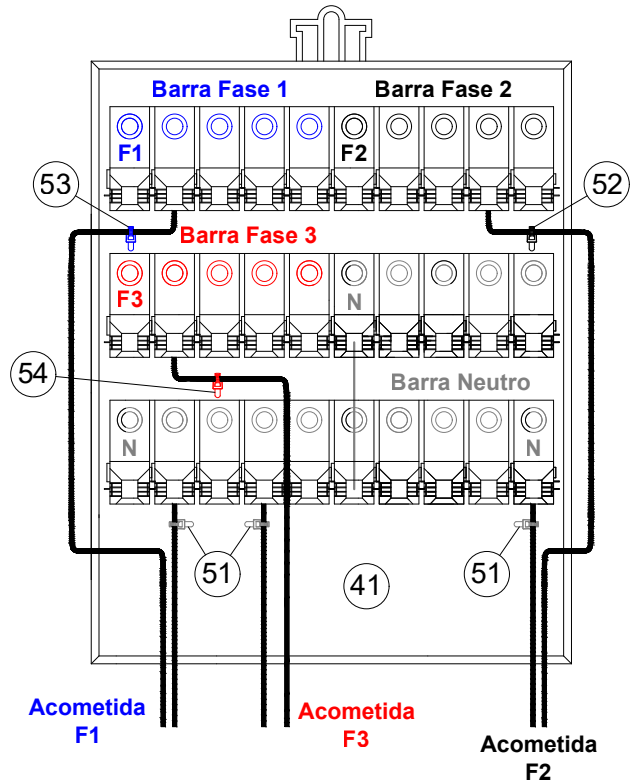 Barra Fase 1
Barra Fase 2
F1
F2
53
52
Barra Fase 3
F3
N
54
Barra Neutro
N
N
51
41
51
Acometida
F1
Acometida
F3
Acometida
F2